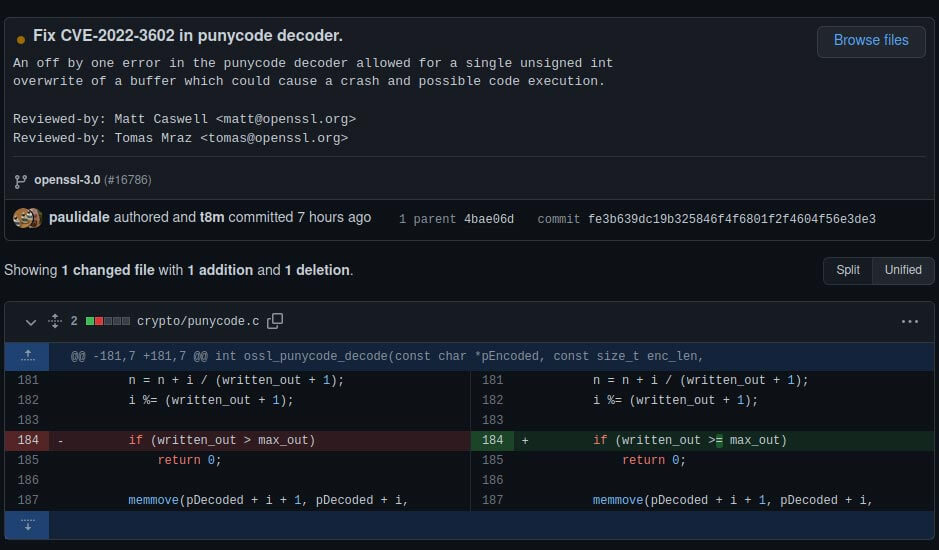 Fix CVE-2022-3602 in punycode decoder.
Browse files
An off by one error in the punycode decoder allowed for a single unsigned int
overwrite of a buffer which could cause a crash and possible code execution.
Reviewed-by: Matt Caswell <matt@openssl.org>
Reviewed-by: Tomas Mraz <tomas@openssl.org>
openssl-3.0 (#16786)
paulidale authored and t8m committed 7 hours ago 1 parent 4bae06d commit fe3b639dc19b325846f4f6801f2f4604f56e3de3
Showing 1 changed file with 1 addition and 1 deletion.
Split Unified
2 crypto/punycode.c
@@ -181,7 +181,7 @@ int ossl_punycode_decode(const char *pEncoded, const size_t enc_len,
181 n = n + i / (written_out + 1);
182 i %= (written_out + 1);
183
184 - if (written_out > max_out)
185 return 0;
186
187 memmove(pDecoded + i + 1, pDecoded + i,
181 n = n + i / (written_out + 1);
182 i %= (written_out + 1);
183
184 + if (written_out >= max_out)
185 return 0;
186
187 memmove(pDecoded + i + 1, pDecoded + i,